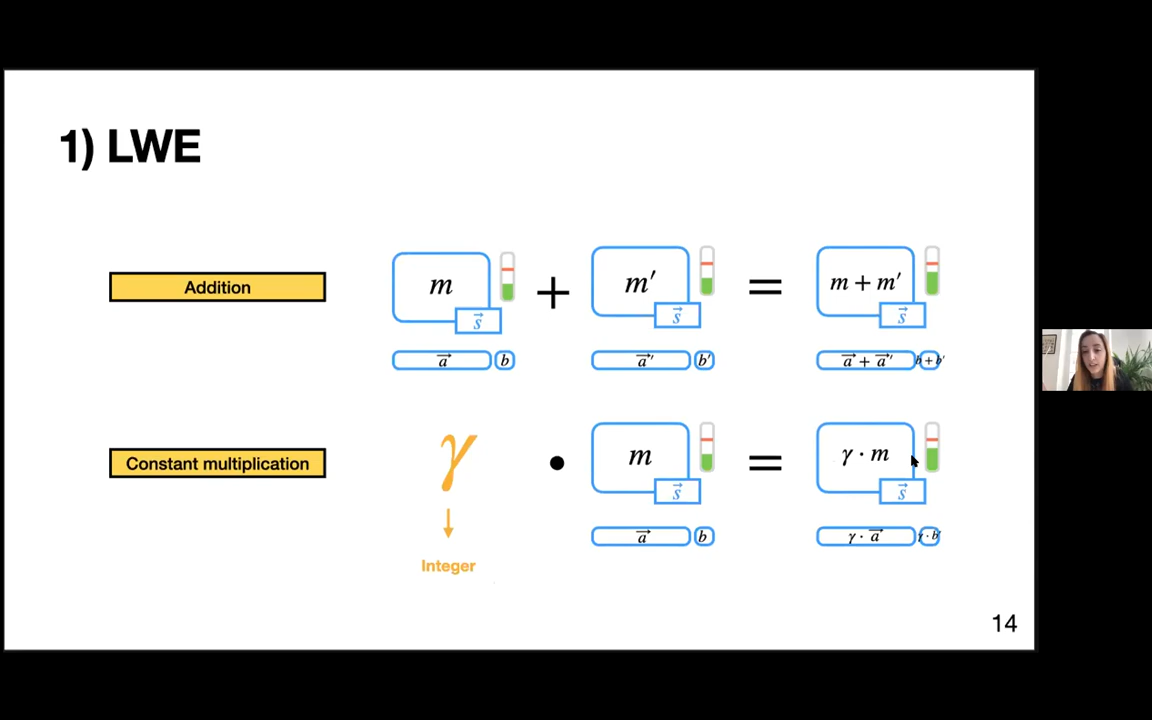 1) LWE
Addition
m + m′ = m + m′
s⃗ s⃗ s⃗
a⃗ b a⃗′ b′ a⃗ + a⃗′ b + b′
Constant multiplication
γ · m = γ · m
s⃗ s⃗
a⃗ b γ · a⃗
Integer
14